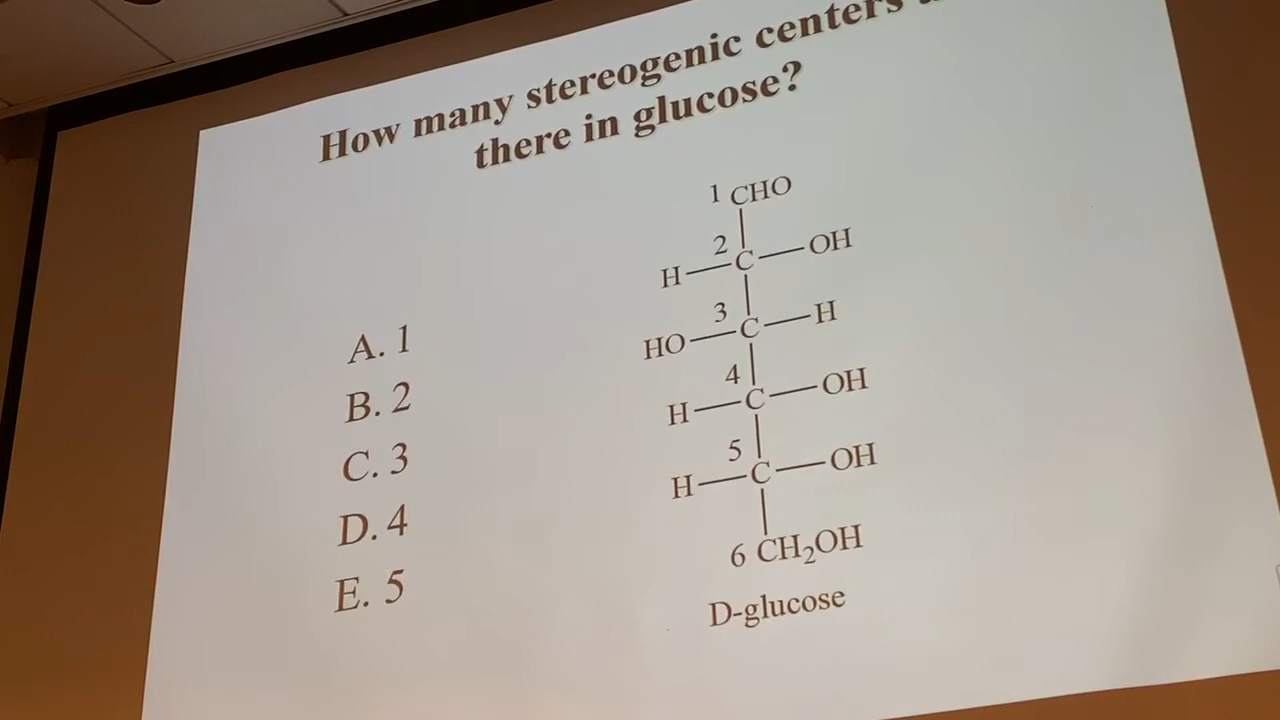 How many stereogenic centers
there in glucose?
A. 1
B. 2
C. 3
D. 4
E. 5
1 CHO
2
H—C—OH
3
HO—C—H
4
H—C—OH
5
H—C—OH
6 CH₂OH
D-glucose